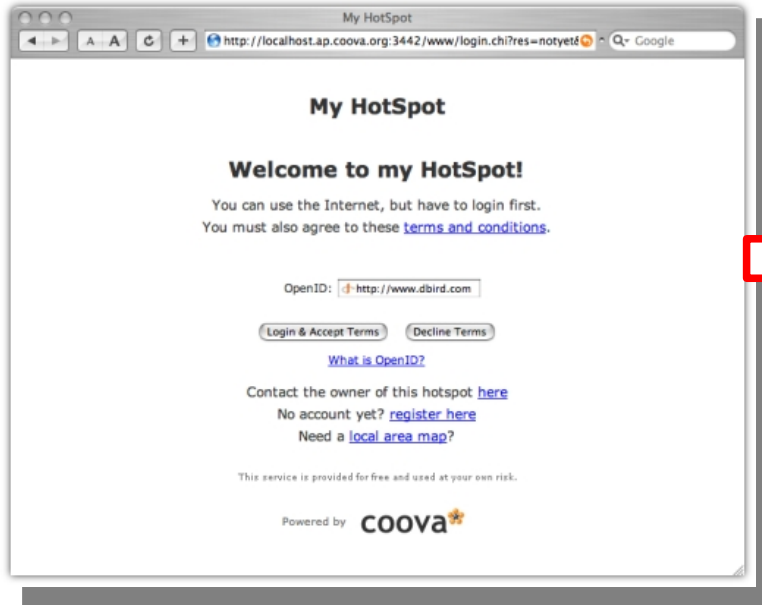 My HotSpot
A A + http://localhost.ap.coova.org:3442/www/login.chi?res=notyet& Q Google
My HotSpot
Welcome to my HotSpot!
You can use the Internet, but have to login first.
You must also agree to these terms and conditions.
OpenID: http://www.dbird.com
Login & Accept Terms Decline Terms
What is OpenID?
Contact the owner of this hotspot here
No account yet? register here
Need a local area map?
This service is provided for free and used at your own risk.
Powered by coova